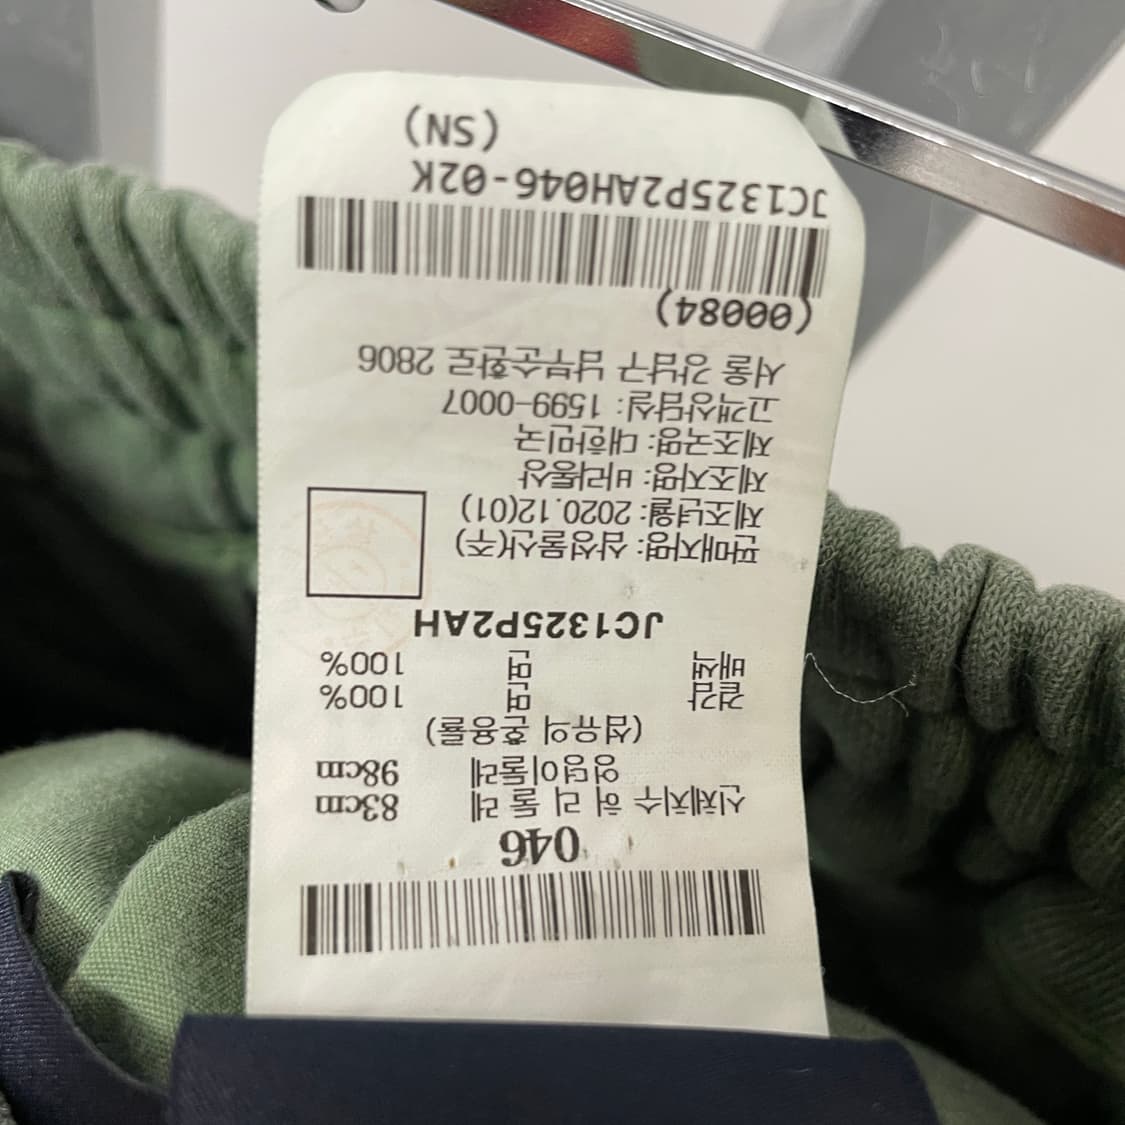 046
신체치수 허 리 둘 레 83cm
엉덩이둘레 98cm
(섬유의 혼용률)
겉감 면 100%
배색 면 100%
JC1325P2AH
판매자명: 삼성물산(주)
제조년월: 2020.12(01)
제조자명: 비리통상
제조국명: 대한민국
고객상담실: 1599-0007
서울 강남구 남부순환로 2806
(00084)
JC1325P2AH046-02K
(SN)